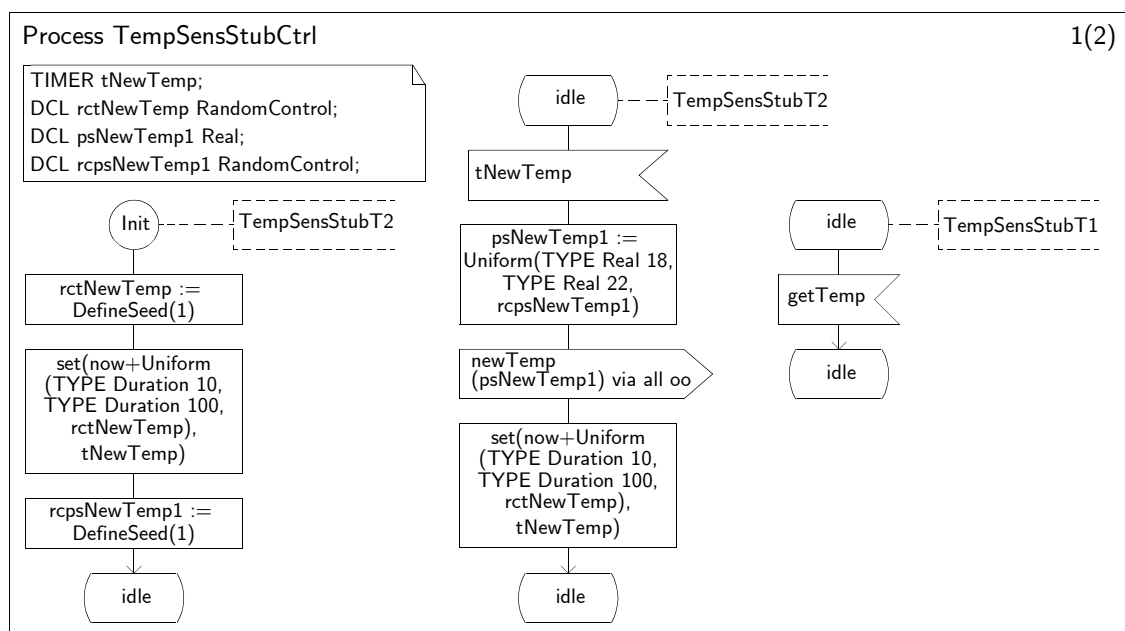 Process TempSensStubCtrl
1(2)
TIMER tNewTemp;
DCL rctNewTemp RandomControl;
DCL psNewTemp1 Real;
DCL rcpsNewTemp1 RandomControl;
Init
TempSensStubT2
rctNewTemp :=
DefineSeed(1)
set(now+Uniform
(TYPE Duration 10,
TYPE Duration 100,
rctNewTemp),
tNewTemp)
rcpsNewTemp1 :=
DefineSeed(1)
idle
idle
TempSensStubT2
tNewTemp
psNewTemp1 :=
Uniform(TYPE Real 18,
TYPE Real 22,
rcpsNewTemp1)
newTemp
(psNewTemp1) via all oo
set(now+Uniform
(TYPE Duration 10,
TYPE Duration 100,
rctNewTemp),
tNewTemp)
idle
idle
TempSensStubT1
getTemp
idle